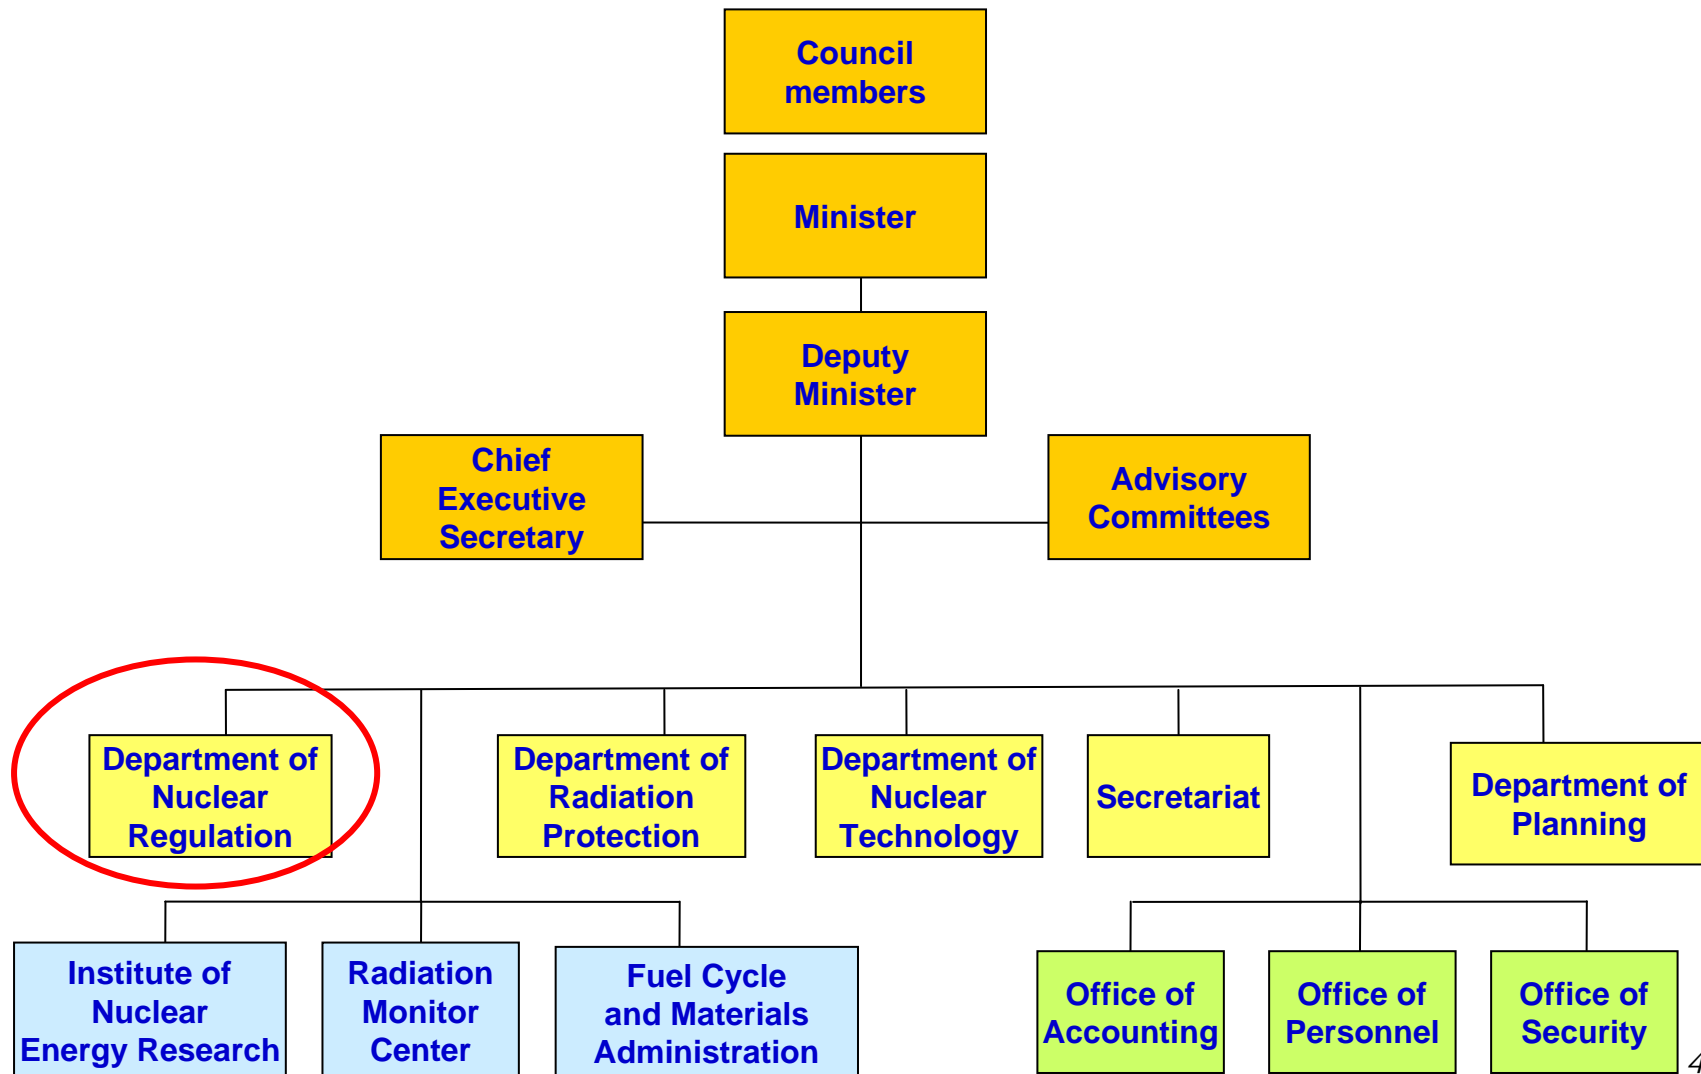 Council
members
Minister
Deputy
Minister
Chief
Executive
Secretary
Advisory
Committees
Department of
Nuclear
Regulation
Department of
Radiation
Protection
Department of
Nuclear
Technology
Secretariat
Department of
Planning
Institute of
Nuclear
Energy Research
Radiation
Monitor
Center
Fuel Cycle
and Materials
Administration
Office of
Accounting
Office of
Personnel
Office of
Security
4